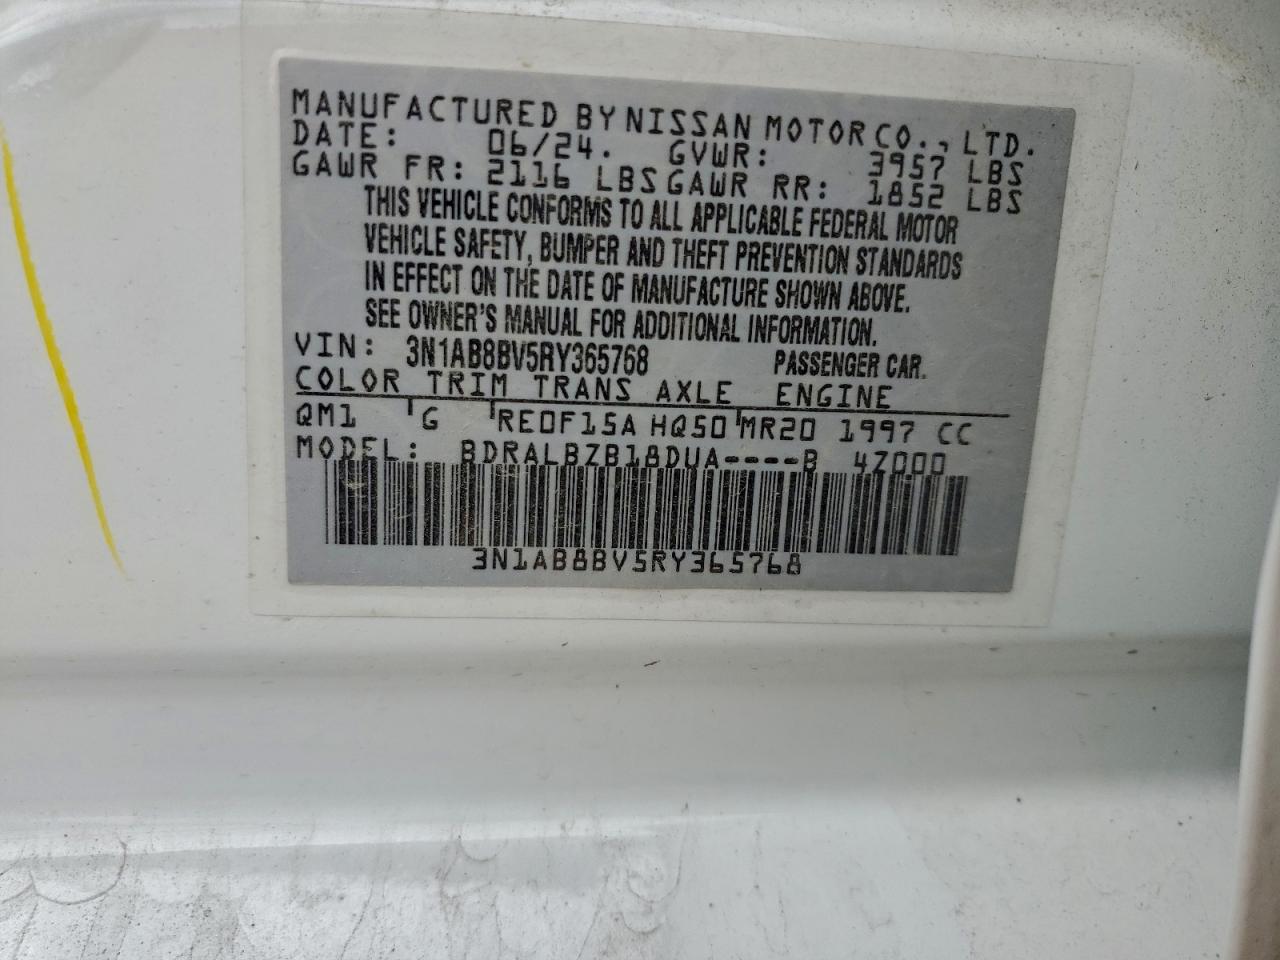 MANUFACTURED BY NISSAN MOTOR CO., LTD.
DATE: 06/24. GVWR: 3957 LBS
GAWR FR: 2116 LBS GAWR RR: 1852 LBS
THIS VEHICLE CONFORMS TO ALL APPLICABLE FEDERAL MOTOR
VEHICLE SAFETY, BUMPER AND THEFT PREVENTION STANDARDS
IN EFFECT ON THE DATE OF MANUFACTURE SHOWN ABOVE.
SEE OWNER'S MANUAL FOR ADDITIONAL INFORMATION.
VIN: 3N1AB8BV5RY365768 PASSENGER CAR.
COLOR TRIM TRANS AXLE ENGINE
QM1 G RE0F15A HQ50 MR20 1997 CC
MODEL: BDRALBZB18DUA----B 4Z000
3N1AB8BV5RY365768